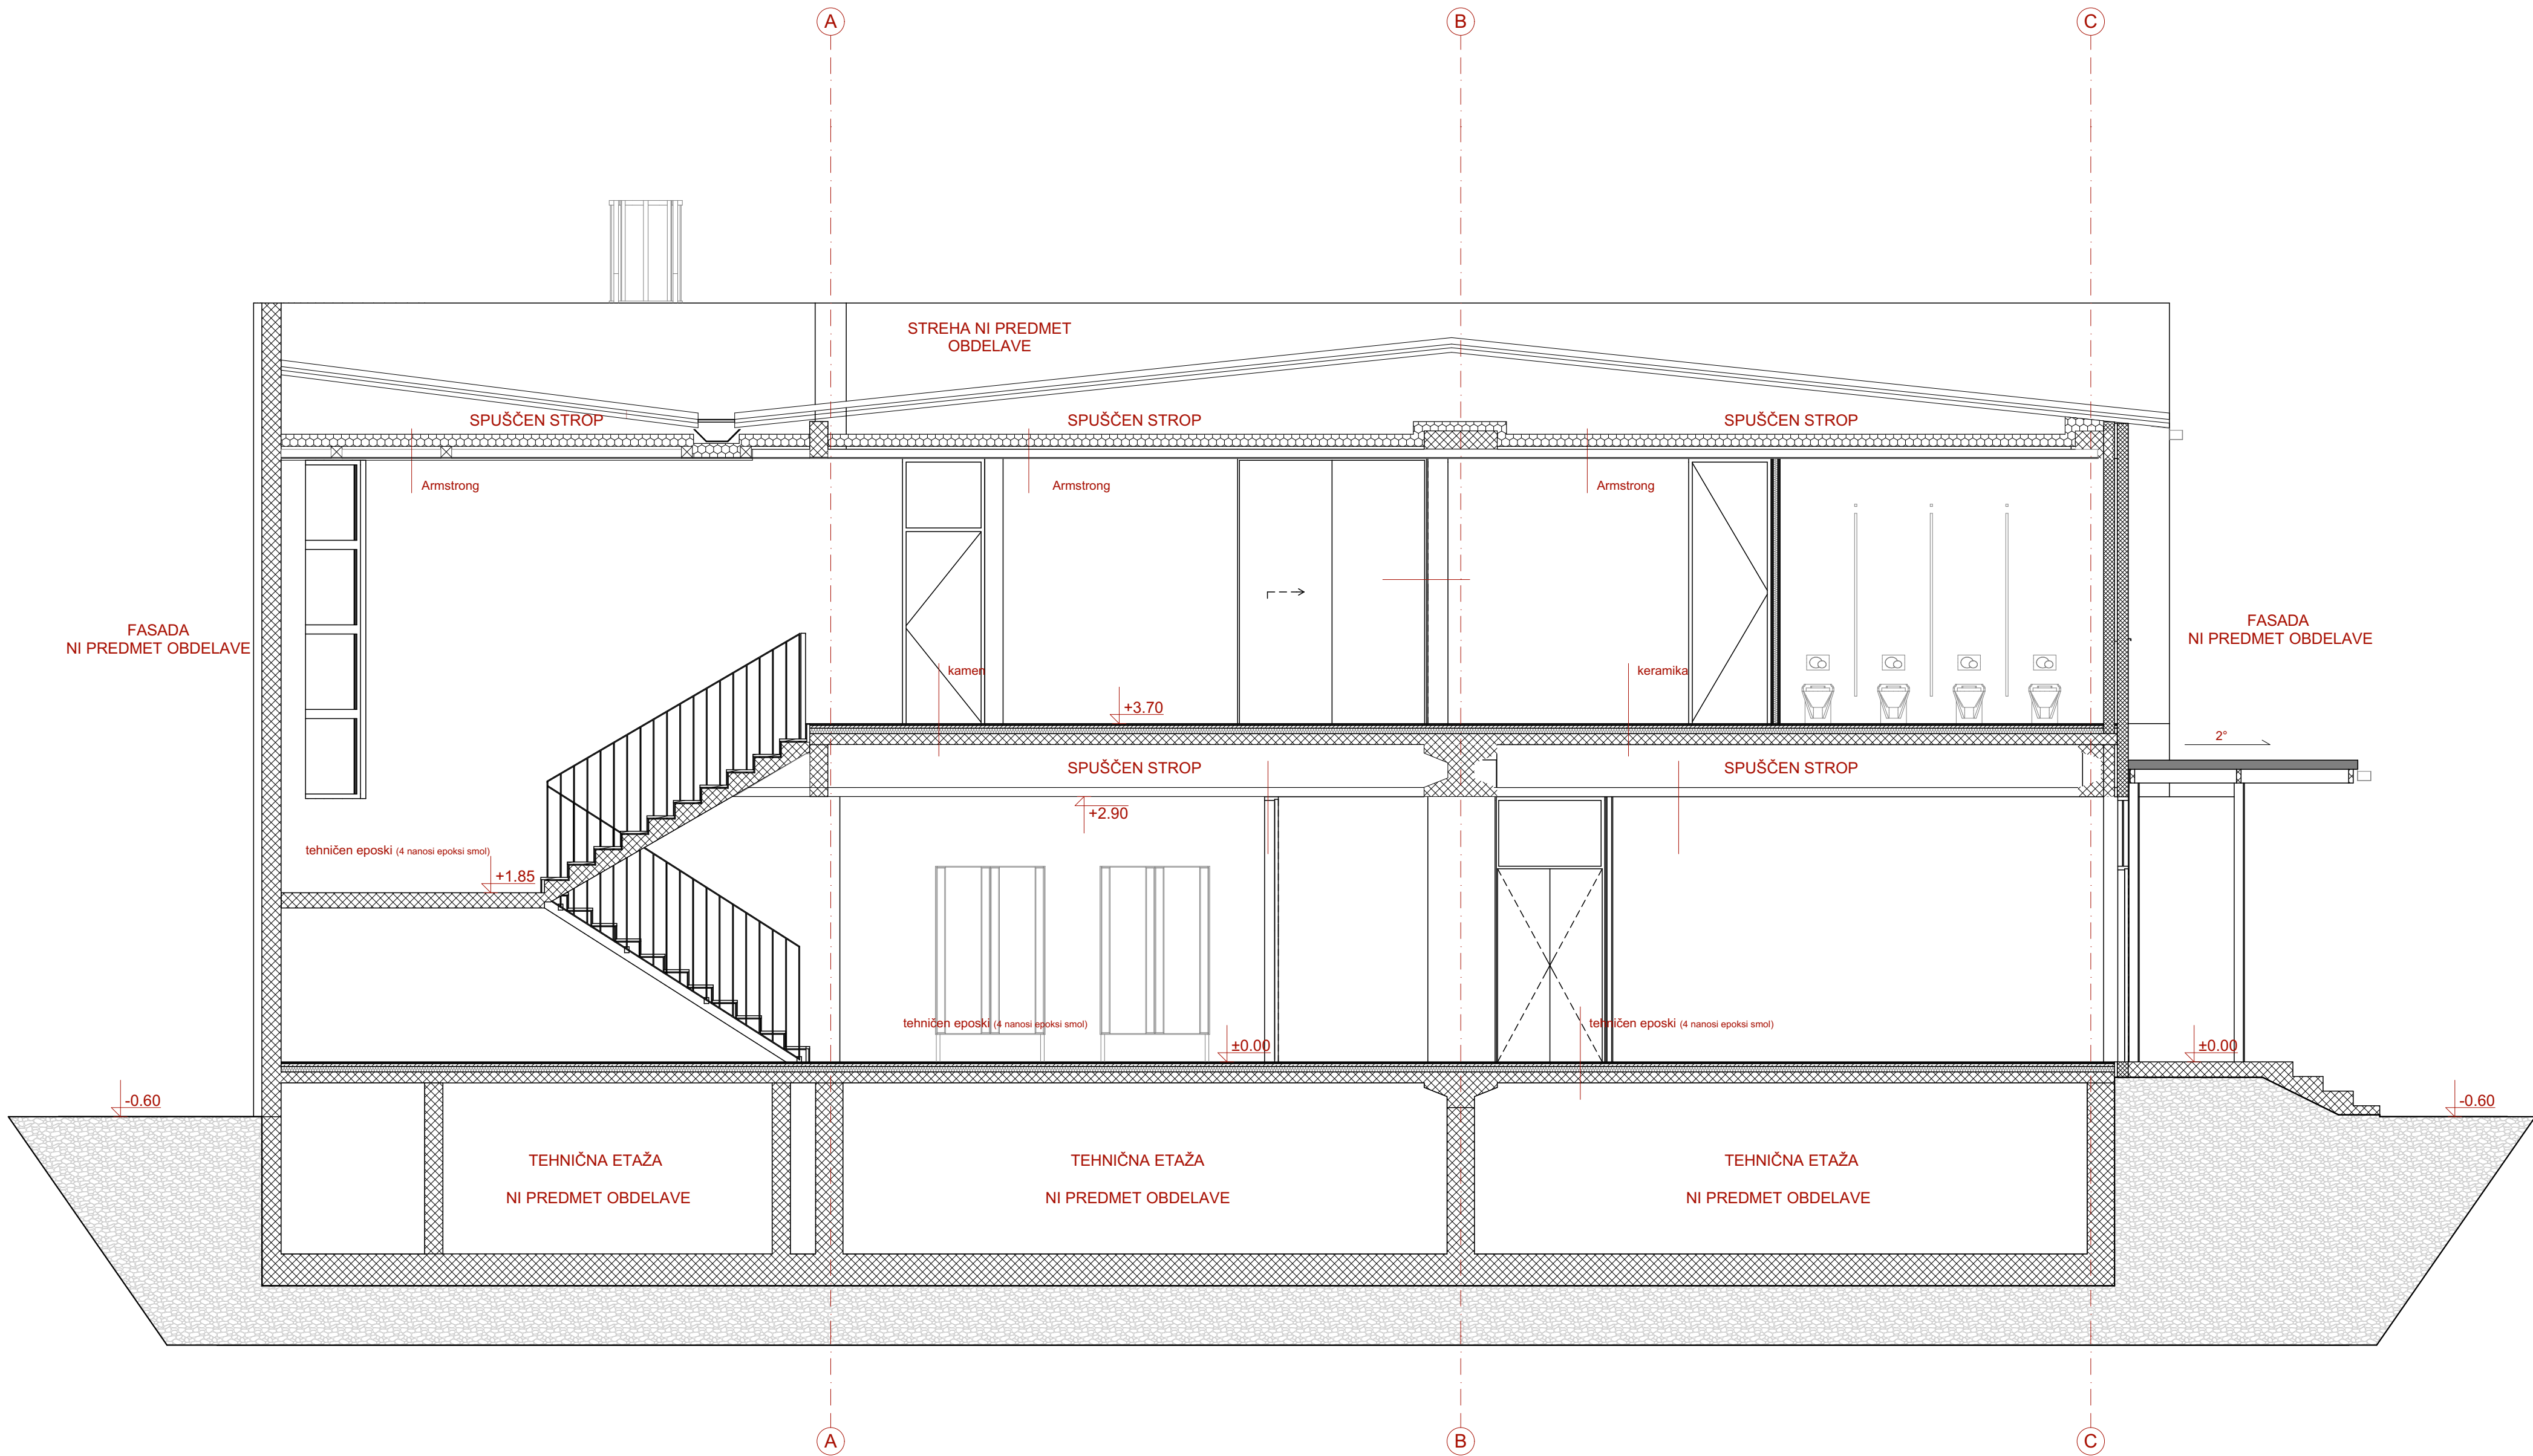 A
B
C
STREHA NI PREDMET
OBDELAVE
SPUŠČEN STROP
SPUŠČEN STROP
SPUŠČEN STROP
Armstrong
Armstrong
Armstrong
FASADA
NI PREDMET OBDELAVE
FASADA
NI PREDMET OBDELAVE
kamen
keramika
+3.70
2°
SPUŠČEN STROP
SPUŠČEN STROP
+2.90
tehničen eposki (4 nanosi epoksi smol)
+1.85
tehničen eposki (4 nanosi epoksi smol)
tehničen eposki (4 nanosi epoksi smol)
±0.00
±0.00
-0.60
-0.60
TEHNIČNA ETAŽA
NI PREDMET OBDELAVE
TEHNIČNA ETAŽA
NI PREDMET OBDELAVE
TEHNIČNA ETAŽA
NI PREDMET OBDELAVE
A
B
C